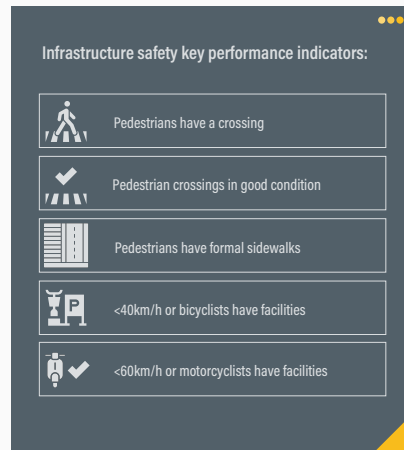 Infrastructure safety key performance indicators:
Pedestrians have a crossing
Pedestrian crossings in good condition
Pedestrians have formal sidewalks
P
<40km/h or bicyclists have facilities
<60km/h or motorcyclists have facilities